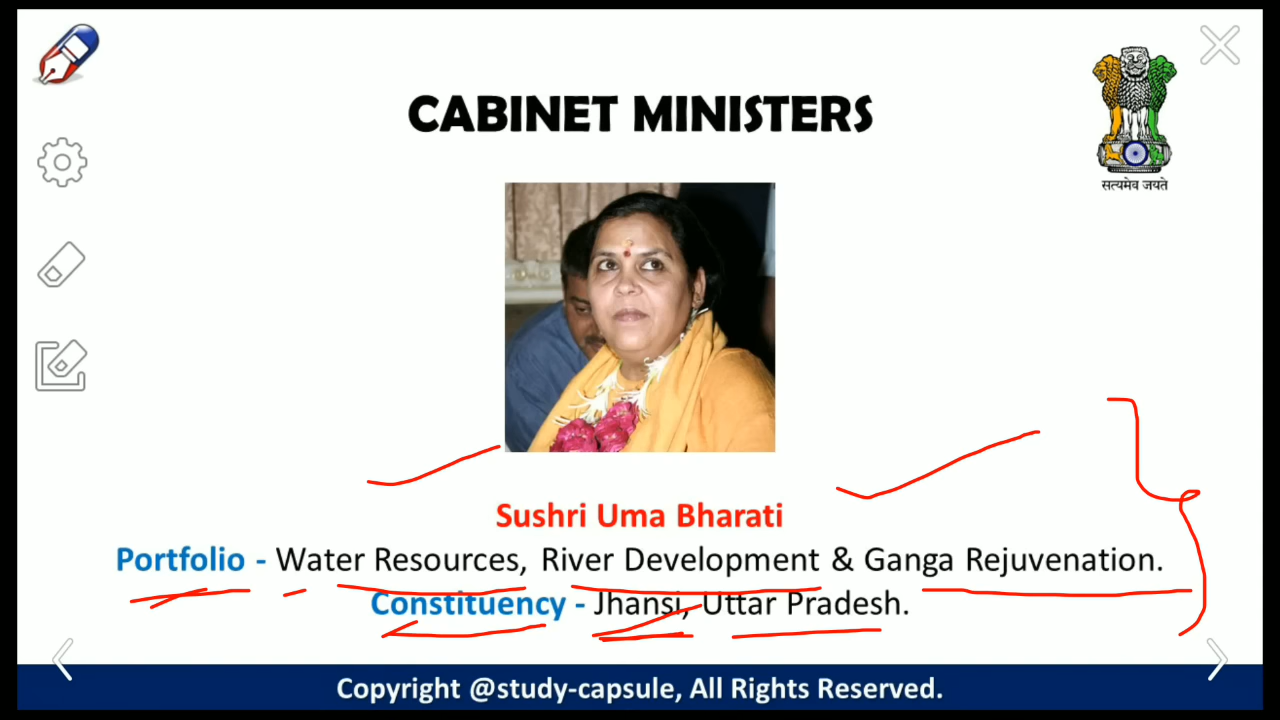 CABINET MINISTERS
सत्यमेव जयते
Sushri Uma Bharati
Portfolio - Water Resources, River Development & Ganga Rejuvenation.
Constituency - Jhansi, Uttar Pradesh.
Copyright @study-capsule, All Rights Reserved.